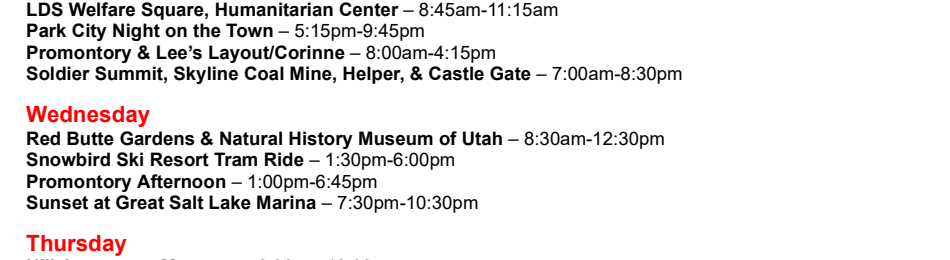 LDS Welfare Square, Humanitarian Center – 8:45am-11:15am
Park City Night on the Town – 5:15pm-9:45pm
Promontory & Lee’s Layout/Corinne – 8:00am-4:15pm
Soldier Summit, Skyline Coal Mine, Helper, & Castle Gate – 7:00am-8:30pm
Wednesday
Red Butte Gardens & Natural History Museum of Utah – 8:30am-12:30pm
Snowbird Ski Resort Tram Ride – 1:30pm-6:00pm
Promontory Afternoon – 1:00pm-6:45pm
Sunset at Great Salt Lake Marina – 7:30pm-10:30pm
Thursday